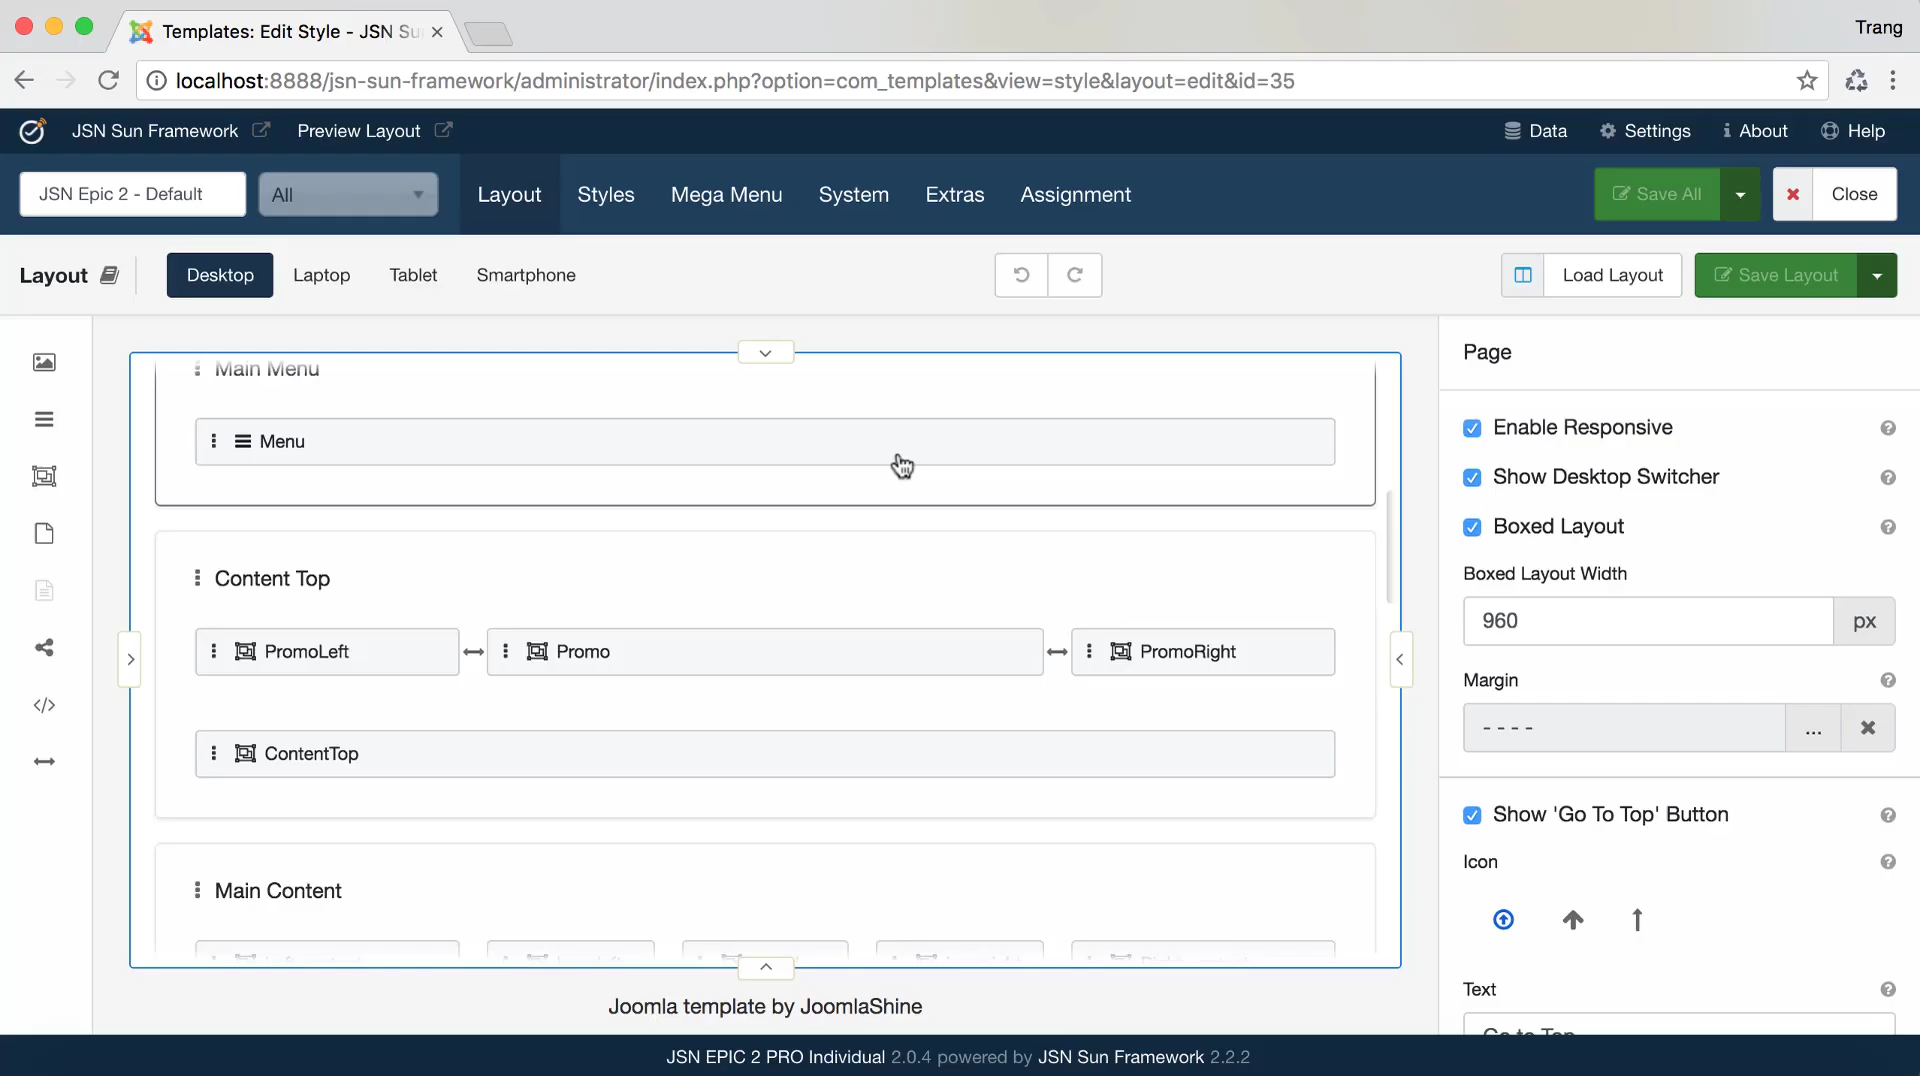 Templates: Edit Style - JSN Su
Trang
localhost:8888/jsn-sun-framework/administrator/index.php?option=com_templates&view=style&layout=edit&id=35
JSN Sun Framework
Preview Layout
Data
Settings
About
Help
JSN Epic 2 - Default
All
Layout
Styles
Mega Menu
System
Extras
Assignment
Save All
Close
Layout
Desktop
Laptop
Tablet
Smartphone
Load Layout
Save Layout
Main Menu
Menu
Content Top
PromoLeft
Promo
PromoRight
ContentTop
Main Content
Joomla template by JoomlaShine
Page
Enable Responsive
Show Desktop Switcher
Boxed Layout
Boxed Layout Width
960
px
Margin
- - - -
...
Show 'Go To Top' Button
Icon
Text
Go to Top
JSN EPIC 2 PRO Individual 2.0.4 powered by JSN Sun Framework 2.2.2